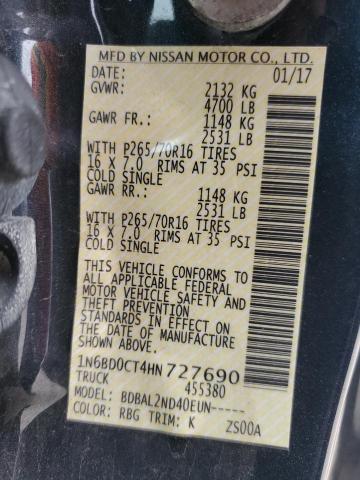 MFD BY NISSAN MOTOR CO., LTD.
DATE: 01/17
GVWR: 2132 KG
4700 LB
GAWR FR.: 1148 KG
2531 LB
WITH P265/70R16 TIRES
16 X 7.0 RIMS AT 35 PSI
COLD SINGLE
GAWR RR.: 1148 KG
2531 LB
WITH P265/70R16 TIRES
16 X 7.0 RIMS AT 35 PSI
COLD SINGLE
THIS VEHICLE CONFORMS TO
ALL APPLICABLE FEDERAL
MOTOR VEHICLE SAFETY AND
THEFT PREVENTION
STANDARDS IN EFFECT ON
THE DATE OF MANUFACTURE
SHOWN ABOVE.
1N6BD0CT4HN727690
TRUCK 455380
MODEL: BDBAL2ND40EUN-----
COLOR: RBG TRIM: K ZS00A